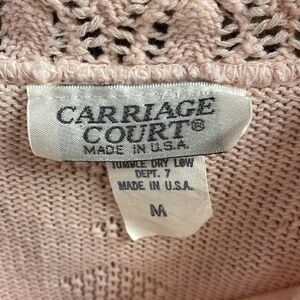 CARRIAGE
COURT®
MADE IN U.S.A.
TUMBLE DRY LOW
DEPT. 7
MADE IN U.S.A.
M